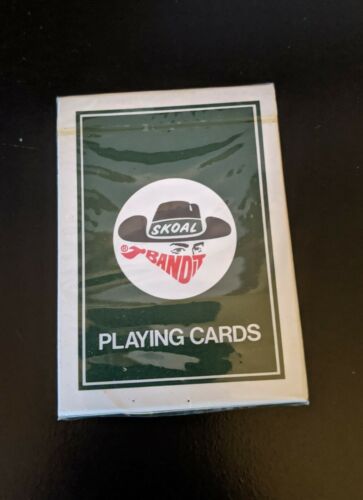 SKOAL
® BANDIT
PLAYING CARDS